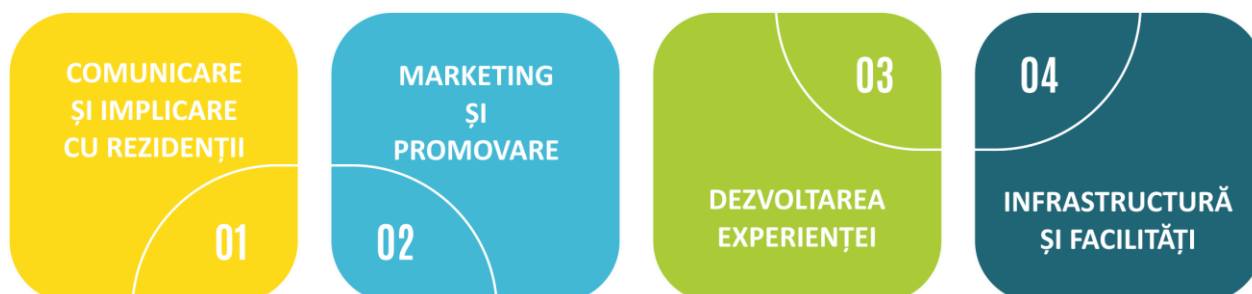 COMUNICARE
ȘI IMPLICARE
CU REZIDENȚII
01
MARKETING
ȘI
PROMOVARE
02
03
DEZVOLTAREA
EXPERIENȚEI
04
INFRASTRUCTURĂ
ȘI FACILITĂȚI